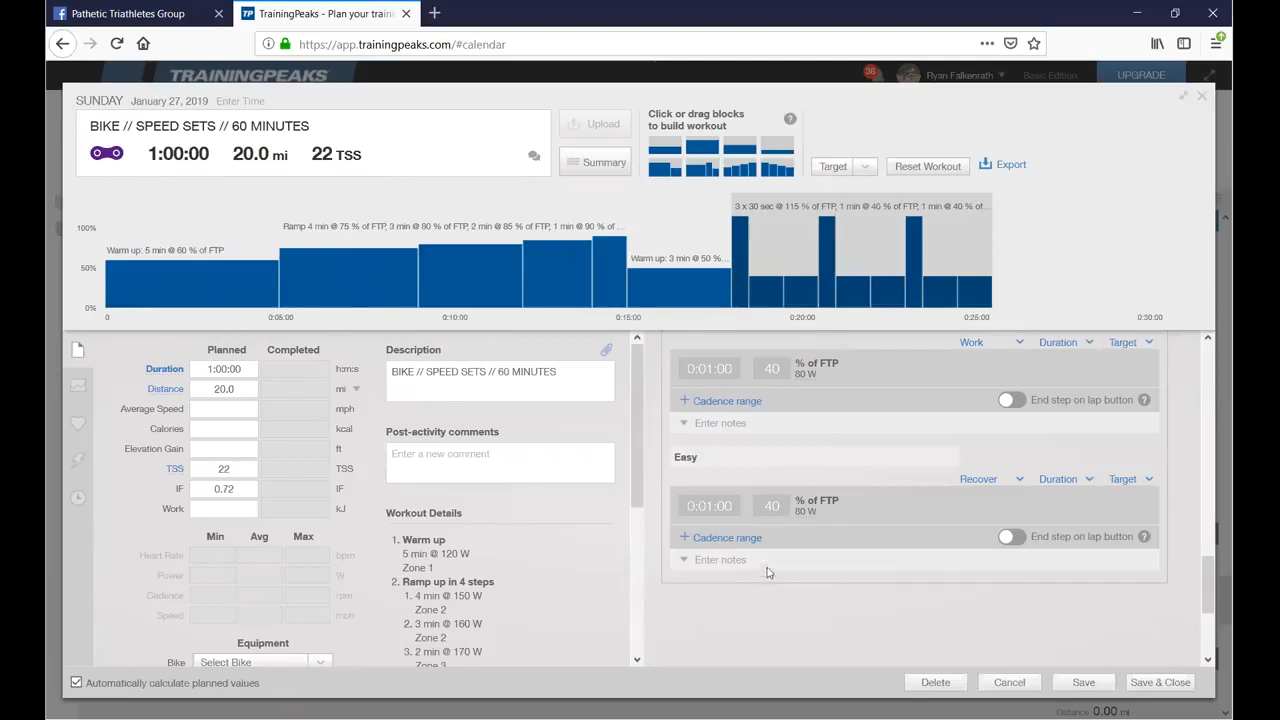 Pathetic Triathletes Group
TP TrainingPeaks - Plan your traini
https://app.trainingpeaks.com/#calendar
TRAININGPEAKS
38
Ryan Falkenrath
Basic Edition
UPGRADE
SUNDAY January 27, 2019 Enter Time
BIKE // SPEED SETS // 60 MINUTES
1:00:00 20.0 mi 22 TSS
Upload
Summary
Click or drag blocks
to build workout
?
Target
Reset Workout
Export
3 x 30 sec @ 115 % of FTP, 1 min @ 40 % of FTP, 1 min @ 40 % of...
Ramp 4 min @ 75 % of FTP, 3 min @ 80 % of FTP, 2 min @ 85 % of FTP, 1 min @ 90 % of ...
Warm up: 5 min @ 60 % of FTP
Warm up: 3 min @ 50 %...
100%
50%
0%
0 0:05:00 0:10:00 0:15:00 0:20:00 0:25:00 0:30:00
Planned Completed
Duration 1:00:00 h:m:s
Distance 20.0 mi
Average Speed mph
Calories kcal
Elevation Gain ft
TSS 22 TSS
IF 0.72 IF
Work kJ
Min Avg Max
Heart Rate bpm
Power W
Cadence rpm
Speed mph
Equipment
Bike Select Bike
Description
BIKE // SPEED SETS // 60 MINUTES
Post-activity comments
Enter a new comment
Workout Details
1. Warm up
5 min @ 120 W
Zone 1
2. Ramp up in 4 steps
1. 4 min @ 150 W
Zone 2
2. 3 min @ 160 W
Zone 2
3. 2 min @ 170 W
Zone 3
Work Duration Target
0:01:00 40 % of FTP
80 W
+ Cadence range
End step on lap button ?
Enter notes
Easy
Recover Duration Target
0:01:00 40 % of FTP
80 W
+ Cadence range
End step on lap button ?
Enter notes
Automatically calculate planned values
Delete Cancel Save Save & Close
Distance 0.00 mi